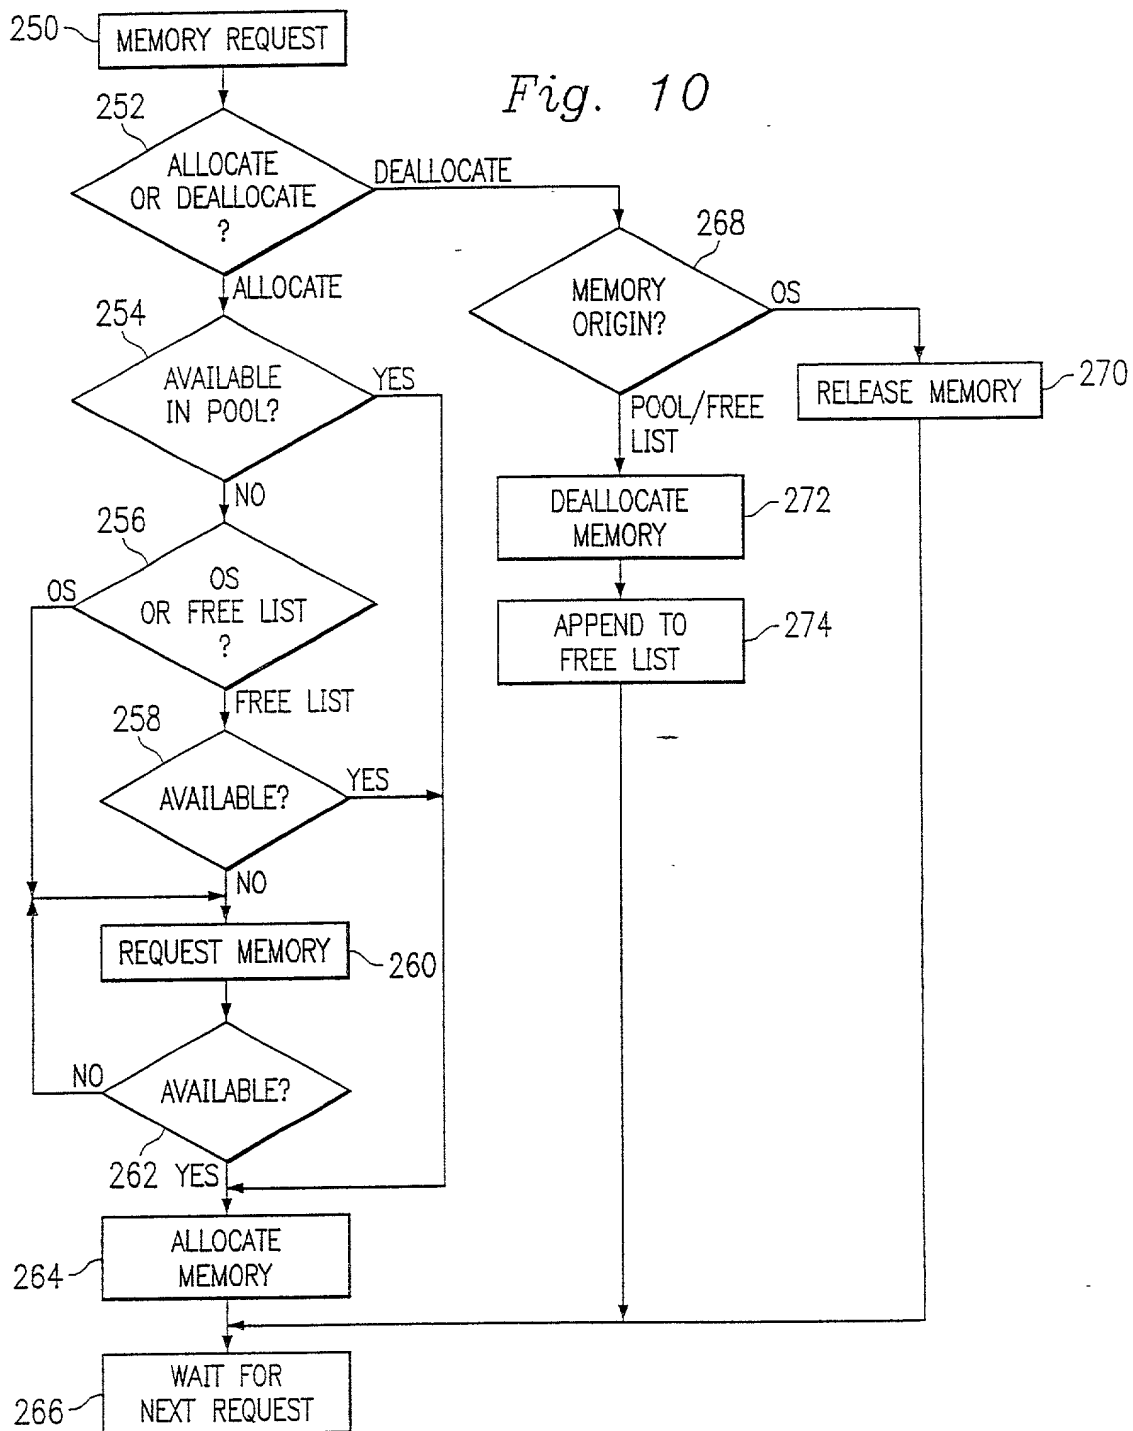 250
MEMORY REQUEST
Fig. 10
252
ALLOCATE
OR DEALLOCATE
?
DEALLOCATE
ALLOCATE
268
MEMORY
ORIGIN?
OS
RELEASE MEMORY
270
POOL/FREE
LIST
254
AVAILABLE
IN POOL?
YES
NO
DEALLOCATE
MEMORY
272
APPEND TO
FREE LIST
274
256
OS
OS
OR FREE LIST
?
FREE LIST
258
AVAILABLE?
YES
NO
REQUEST MEMORY
260
NO
AVAILABLE?
262
YES
264
ALLOCATE
MEMORY
266
WAIT FOR
NEXT REQUEST